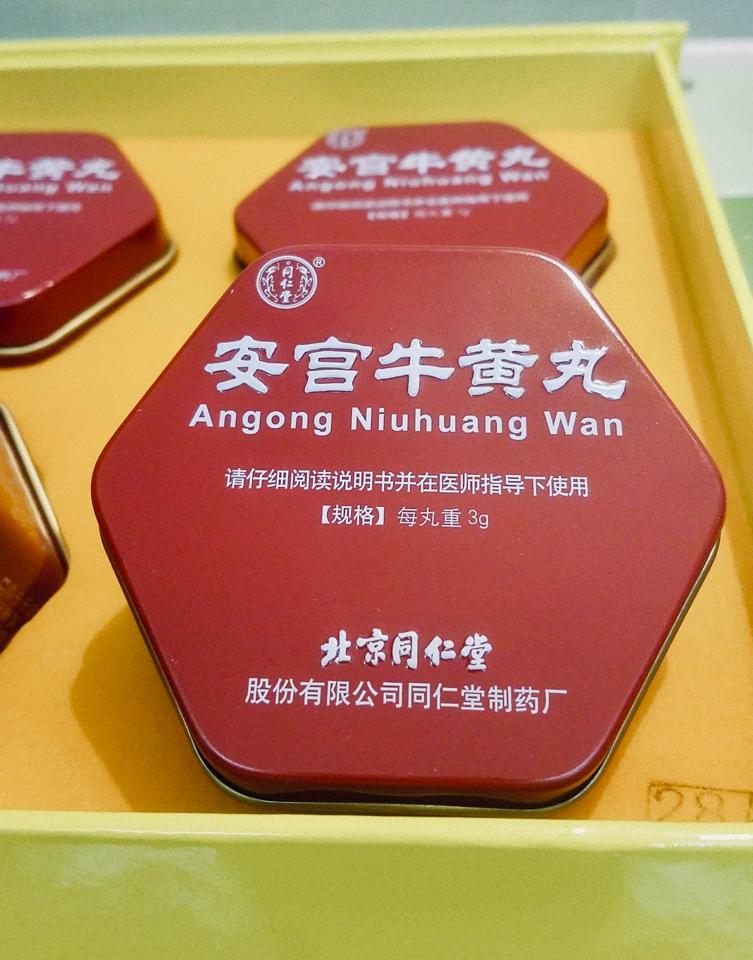 牛黄丸
安宫牛黄丸
Angong Niuhuang Wan
同仁堂
®
安宫牛黄丸
Angong Niuhuang Wan
请仔细阅读说明书并在医师指导下使用
【规格】每丸重 3g
北京同仁堂
股份有限公司同仁堂制药厂